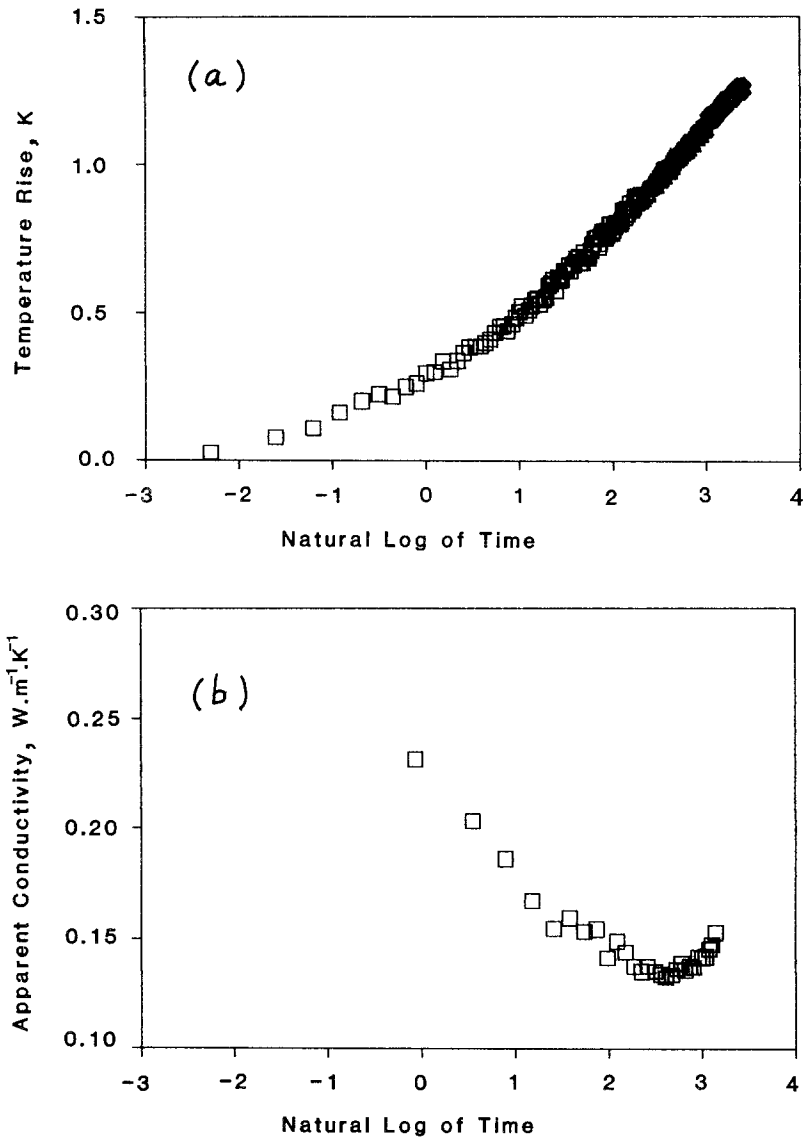 1.5
(a)
1.0
0.5
0.0
Temperature Rise, K
-3 -2 -1 0 1 2 3 4
Natural Log of Time
0.30
(b)
0.25
0.20
0.15
0.10
Apparent Conductivity, W.m⁻¹.K⁻¹
-3 -2 -1 0 1 2 3 4
Natural Log of Time